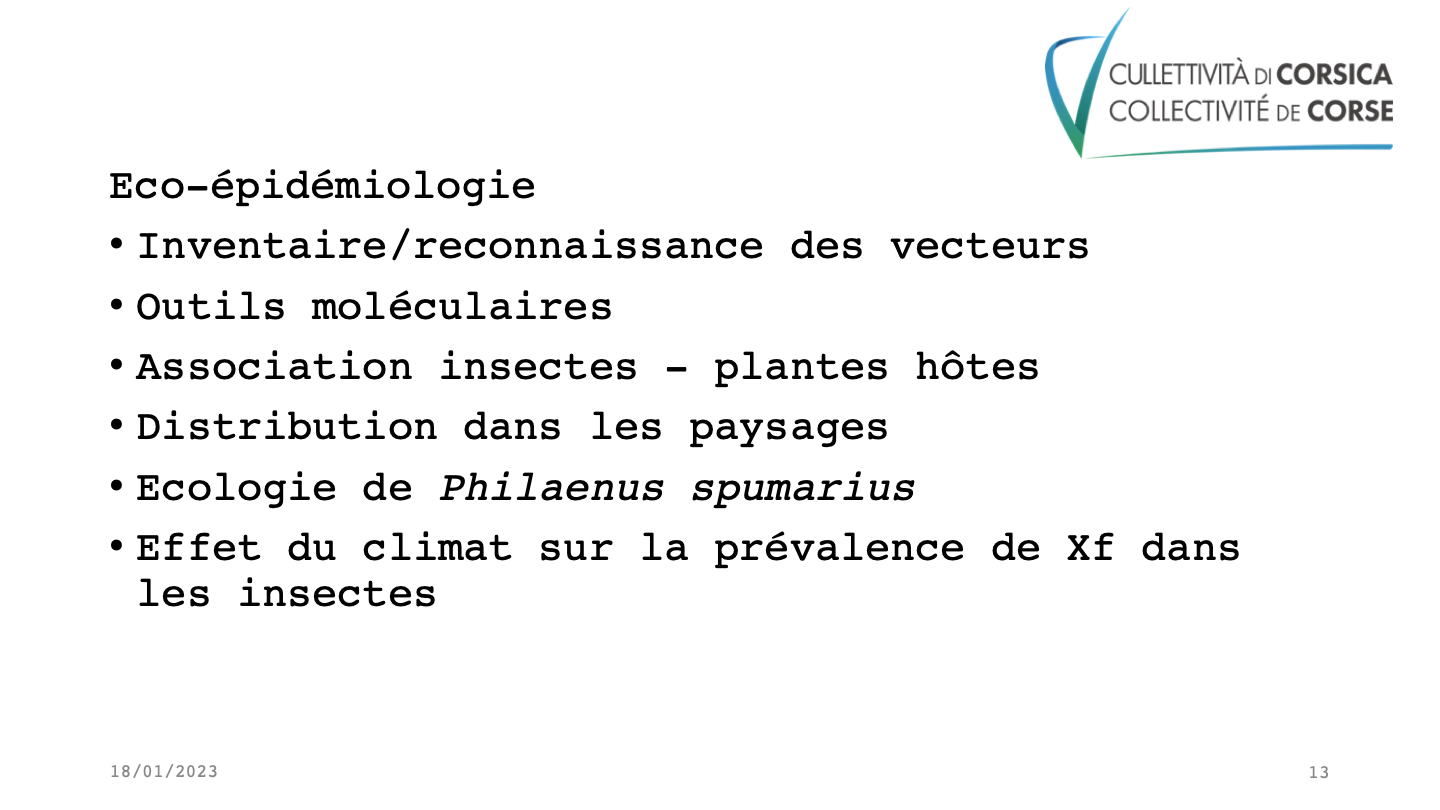 CULLETTIVITÀ DI CORSICA
COLLECTIVITÉ DE CORSE
Eco-épidémiologie
• Inventaire/reconnaissance des vecteurs
• Outils moléculaires
• Association insectes – plantes hôtes
• Distribution dans les paysages
• Ecologie de Philaenus spumarius
• Effet du climat sur la prévalence de Xf dans
les insectes
18/01/2023
13